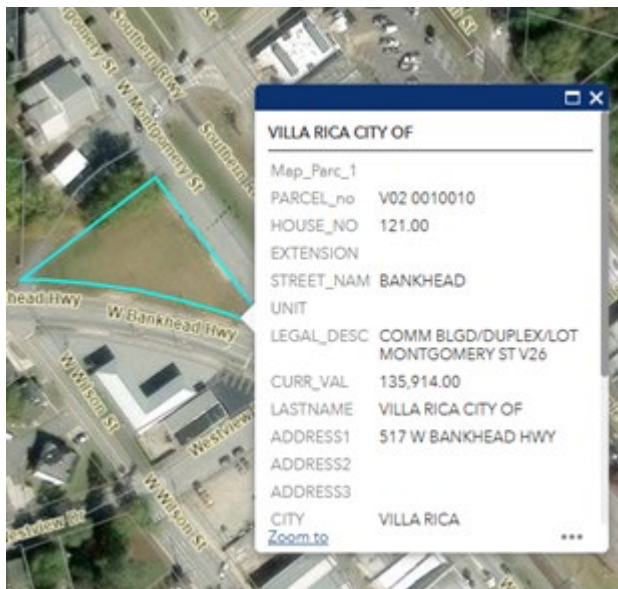 gomery St
Southern Rwy
W Montgomery St
Southern R
VILLA RICA CITY OF
Map_Parc_1
PARCEL_no V02 0010010
HOUSE_NO 121.00
EXTENSION
STREET_NAM BANKHEAD
UNIT
LEGAL_DESC COMM BLGD/DUPLEX/LOT
MONTGOMERY ST V26
CURR_VAL 135,914.00
LASTNAME VILLA RICA CITY OF
ADDRESS1 517 W BANKHEAD HWY
ADDRESS2
ADDRESS3
CITY VILLA RICA
Zoom to
head Hwy
W Bankhead Hwy
W Wilson St
Westview
estview Dr
W Wilson St
W